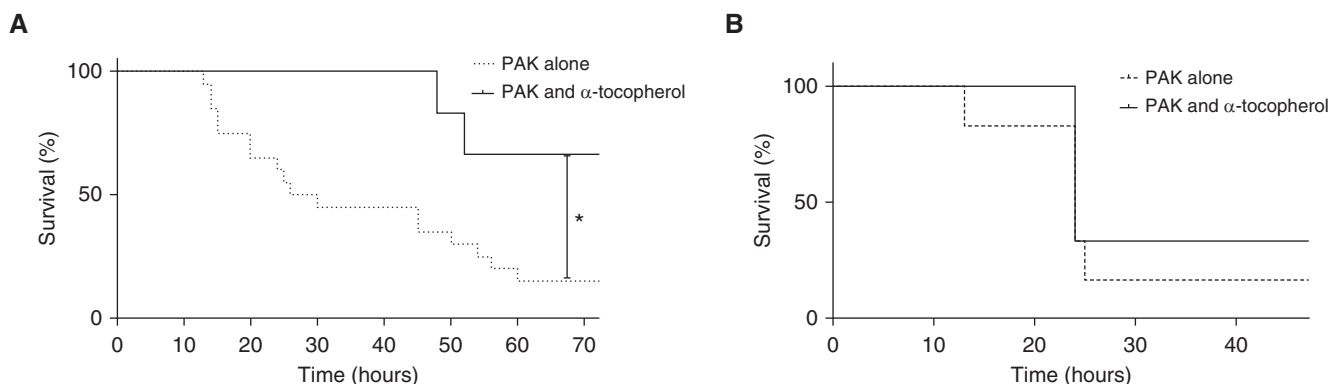 A
PAK alone
PAK and α-tocopherol
100
50
0
Survival (%)
*
0 10 20 30 40 50 60 70
Time (hours)
B
PAK alone
PAK and α-tocopherol
100
50
0
Survival (%)
0 10 20 30 40
Time (hours)